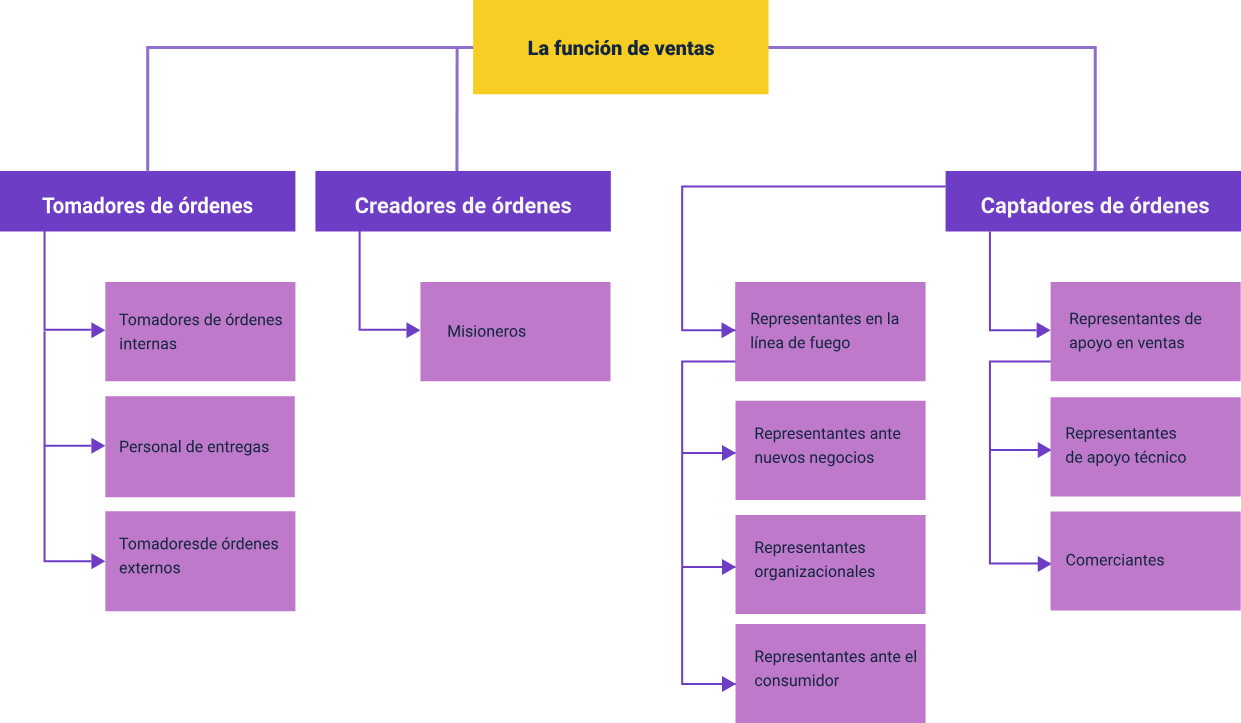 La función de ventas
Tomadores de órdenes
Creadores de órdenes
Captadores de órdenes
Tomadores de órdenes
internas
Personal de entregas
Tomadoresde órdenes
externos
Misioneros
Representantes en la
línea de fuego
Representantes ante
nuevos negocios
Representantes
organizacionales
Representantes ante el
consumidor
Representantes de
apoyo en ventas
Representantes
de apoyo técnico
Comerciantes